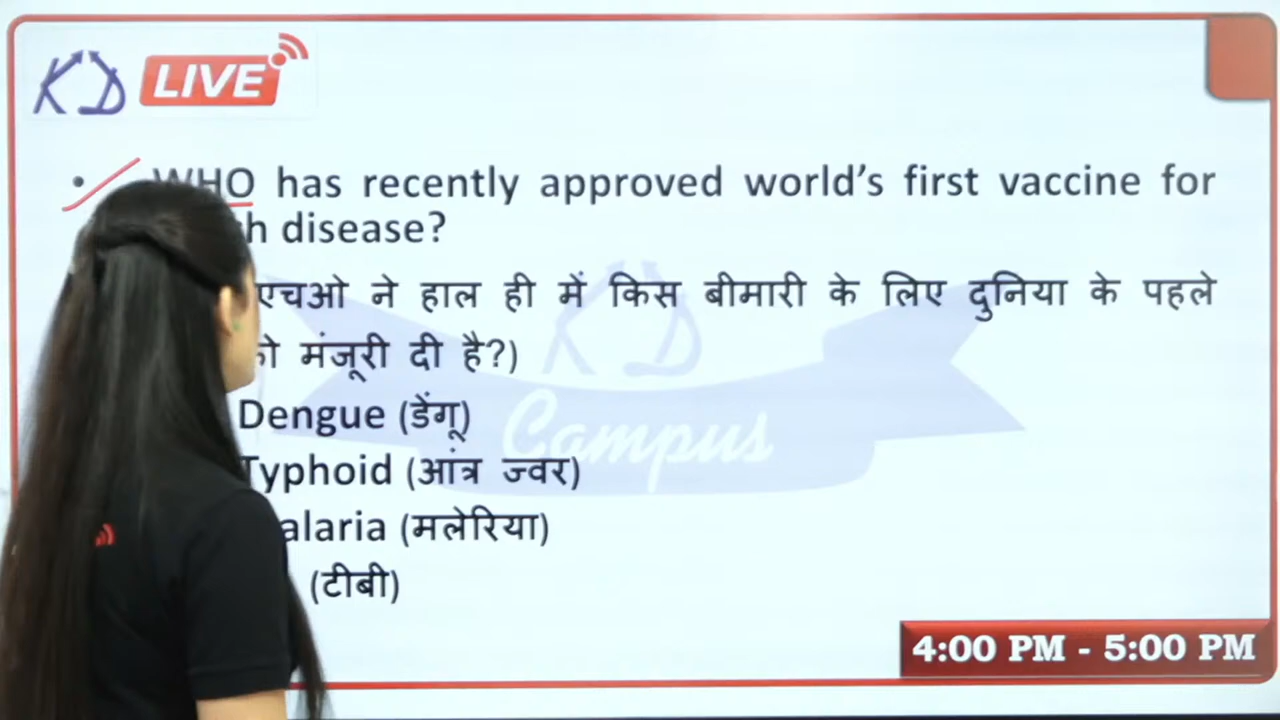 KD LIVE
• WHO has recently approved world's first vaccine for
disease?
एचओ ने हाल ही में किस बीमारी के लिए दुनिया के पहले
मंजूरी दी है?)
Dengue (डेंगू)
Typhoid (आंत्र ज्वर)
alaria (मलेरिया)
(टीबी)
KD
Campus
4:00 PM - 5:00 PM